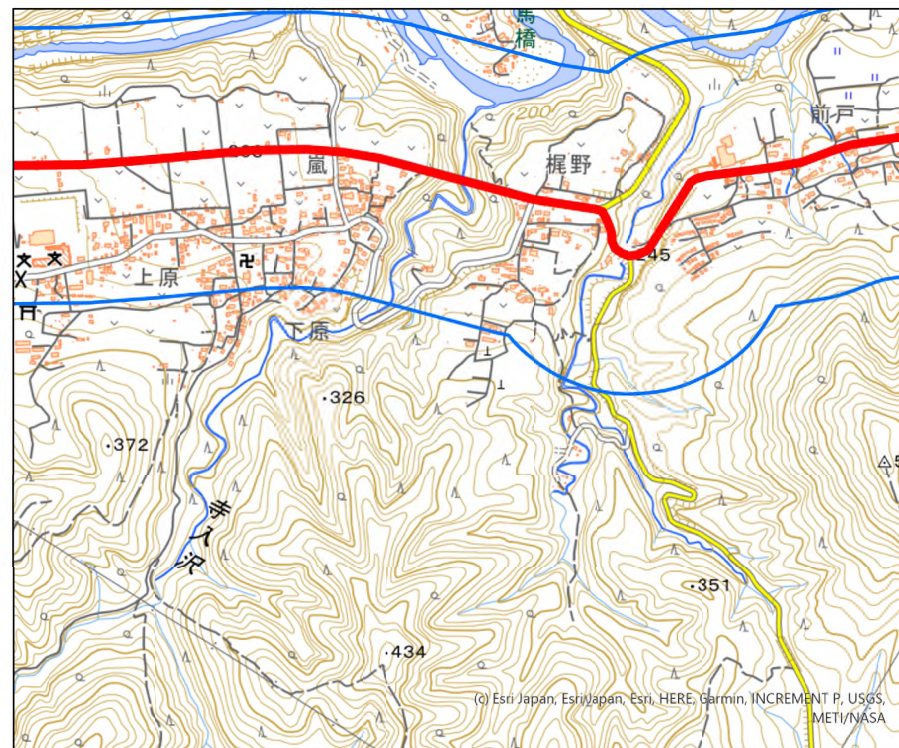 馬橋
200
前戸
嵐
梶野
245
上原
下原
326
372
寺入沢
351
434
(c) Esri Japan, Esri Japan, Esri, HERE, Garmin, INCREMENT P, USGS,
METI/NASA